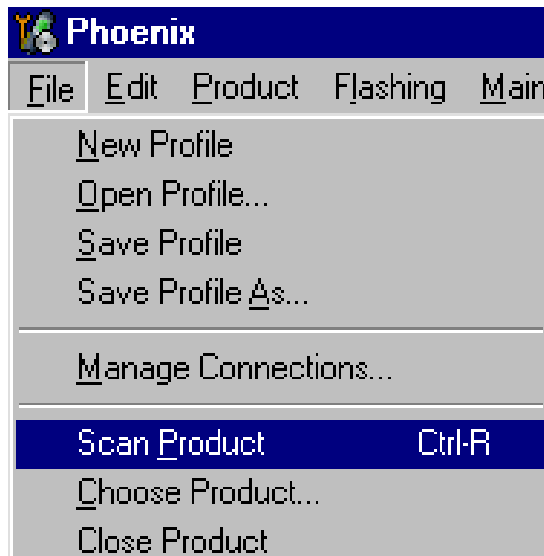 Phoenix
File Edit Product Flashing Main
New Profile
Open Profile...
Save Profile
Save Profile As...
Manage Connections...
Scan Product Ctrl-R
Choose Product...
Close Product